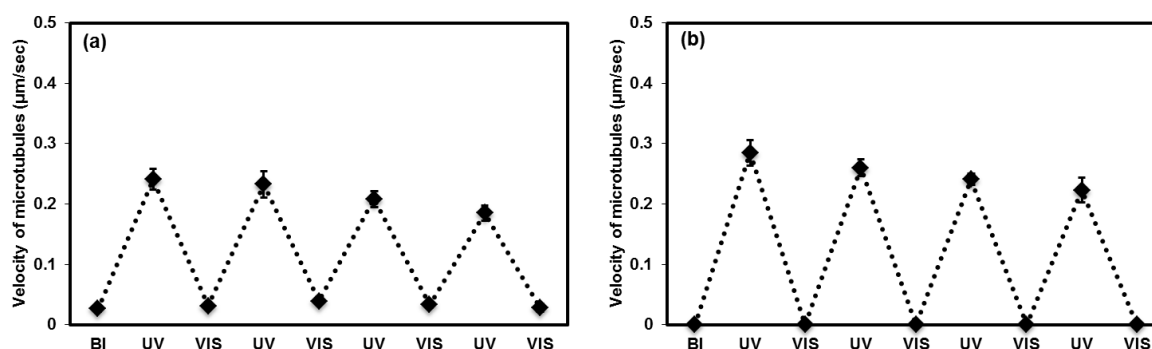 (a)
Velocity of microtubules (µm/sec)
0.5
0.4
0.3
0.2
0.1
0
BI UV VIS UV VIS UV VIS UV VIS
(b)
Velocity of microtubules (µm/sec)
0.5
0.4
0.3
0.2
0.1
0
BI UV VIS UV VIS UV VIS UV VIS